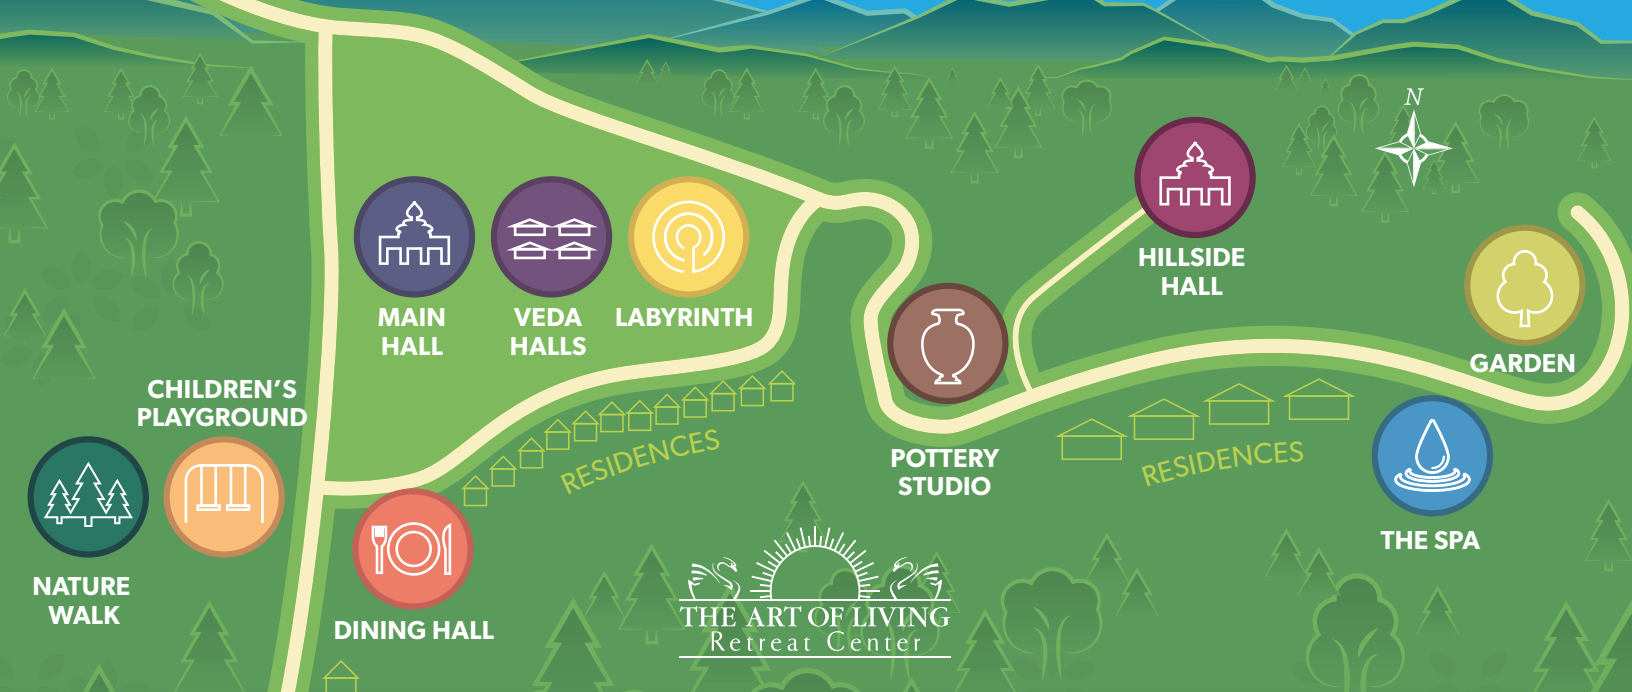 N
HILLSIDE
HALL
MAIN
HALL
VEDA
HALLS
LABYRINTH
GARDEN
CHILDREN'S
PLAYGROUND
RESIDENCES
POTTERY
STUDIO
RESIDENCES
THE SPA
NATURE
WALK
DINING HALL
THE ART OF LIVING
Retreat Center